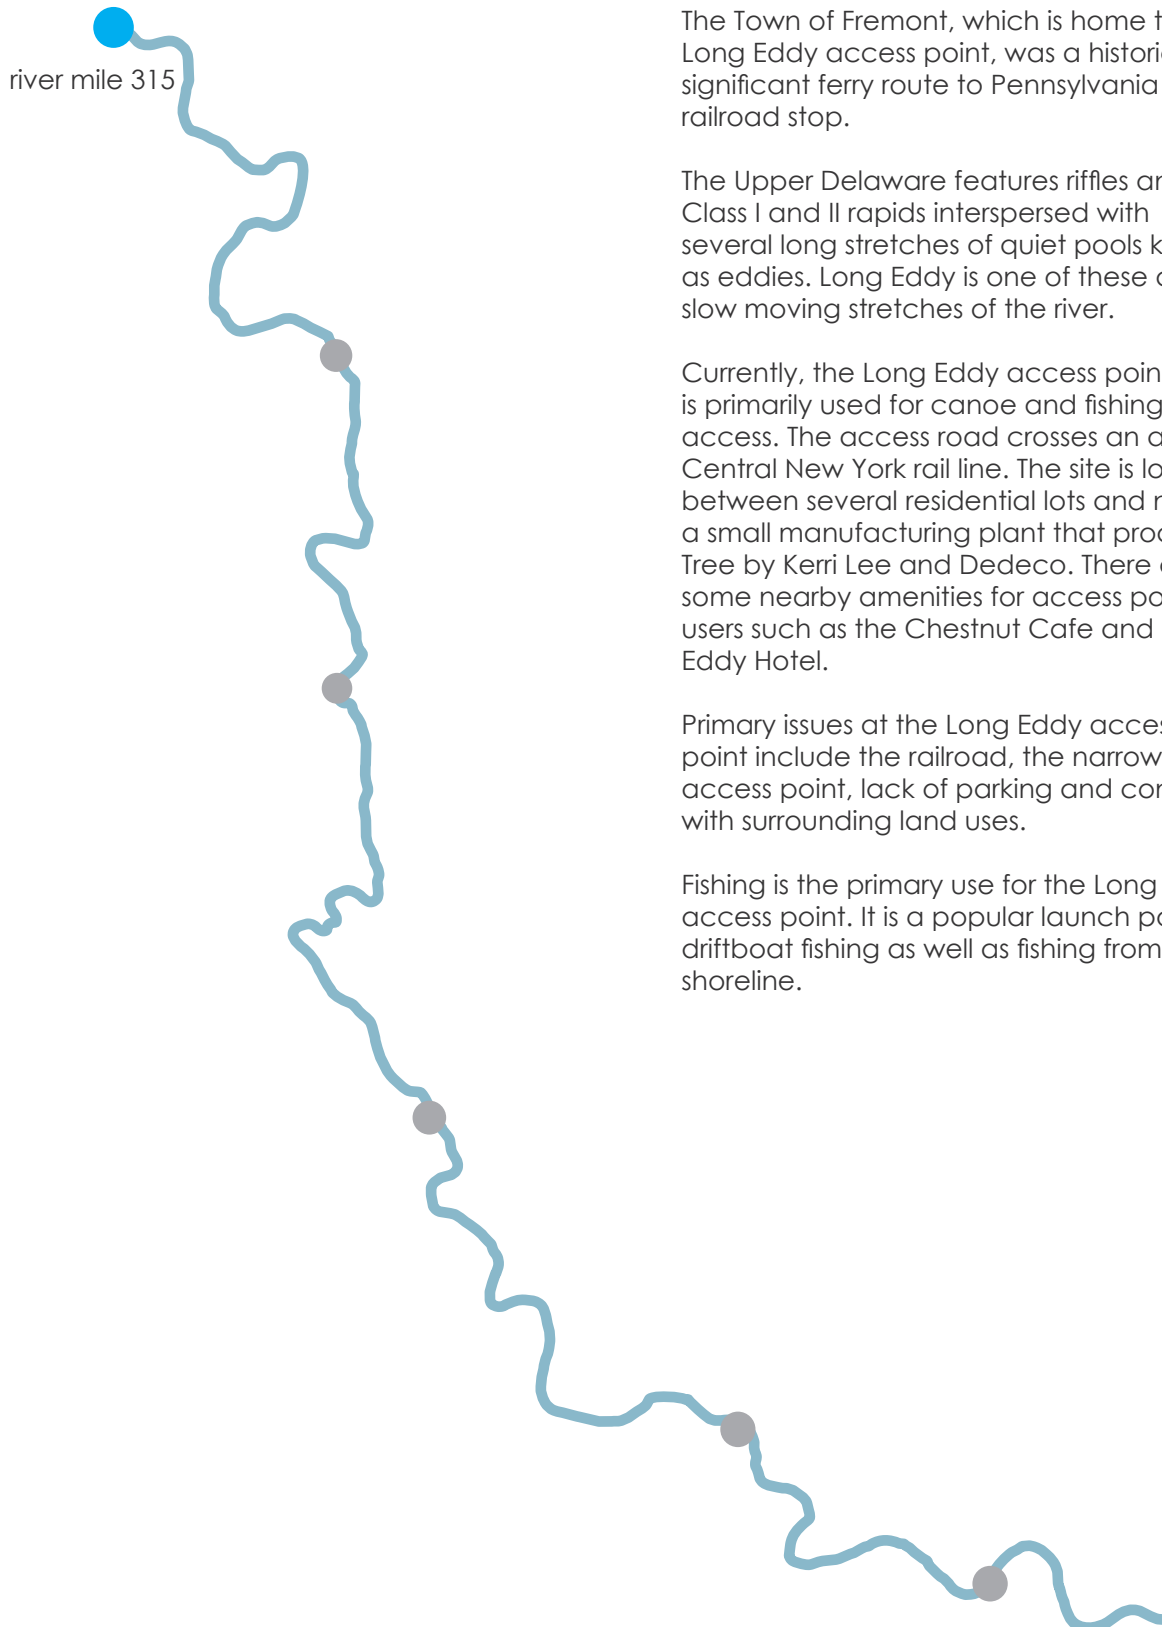 river mile 315
The Town of Fremont, which is home
Long Eddy access point, was a
significant ferry route to Pennsylvania
railroad stop.
The Upper Delaware features riffles
Class I and II rapids interspersed with
several long stretches of quiet pools
as eddies. Long Eddy is one of these
slow moving stretches of the river.
Currently, the Long Eddy access
is primarily used for canoe and fishing
access. The access road crosses an
Central New York rail line. The site is
between several residential lots and
a small manufacturing plant that
Tree by Kerri Lee and Dedeco. There
some nearby amenities for access
users such as the Chestnut Cafe and
Eddy Hotel.
Primary issues at the Long Eddy
point include the railroad, the narrow
access point, lack of parking and
with surrounding land uses.
Fishing is the primary use for the Long
access point. It is a popular launch
driftboat fishing as well as fishing from
shoreline.